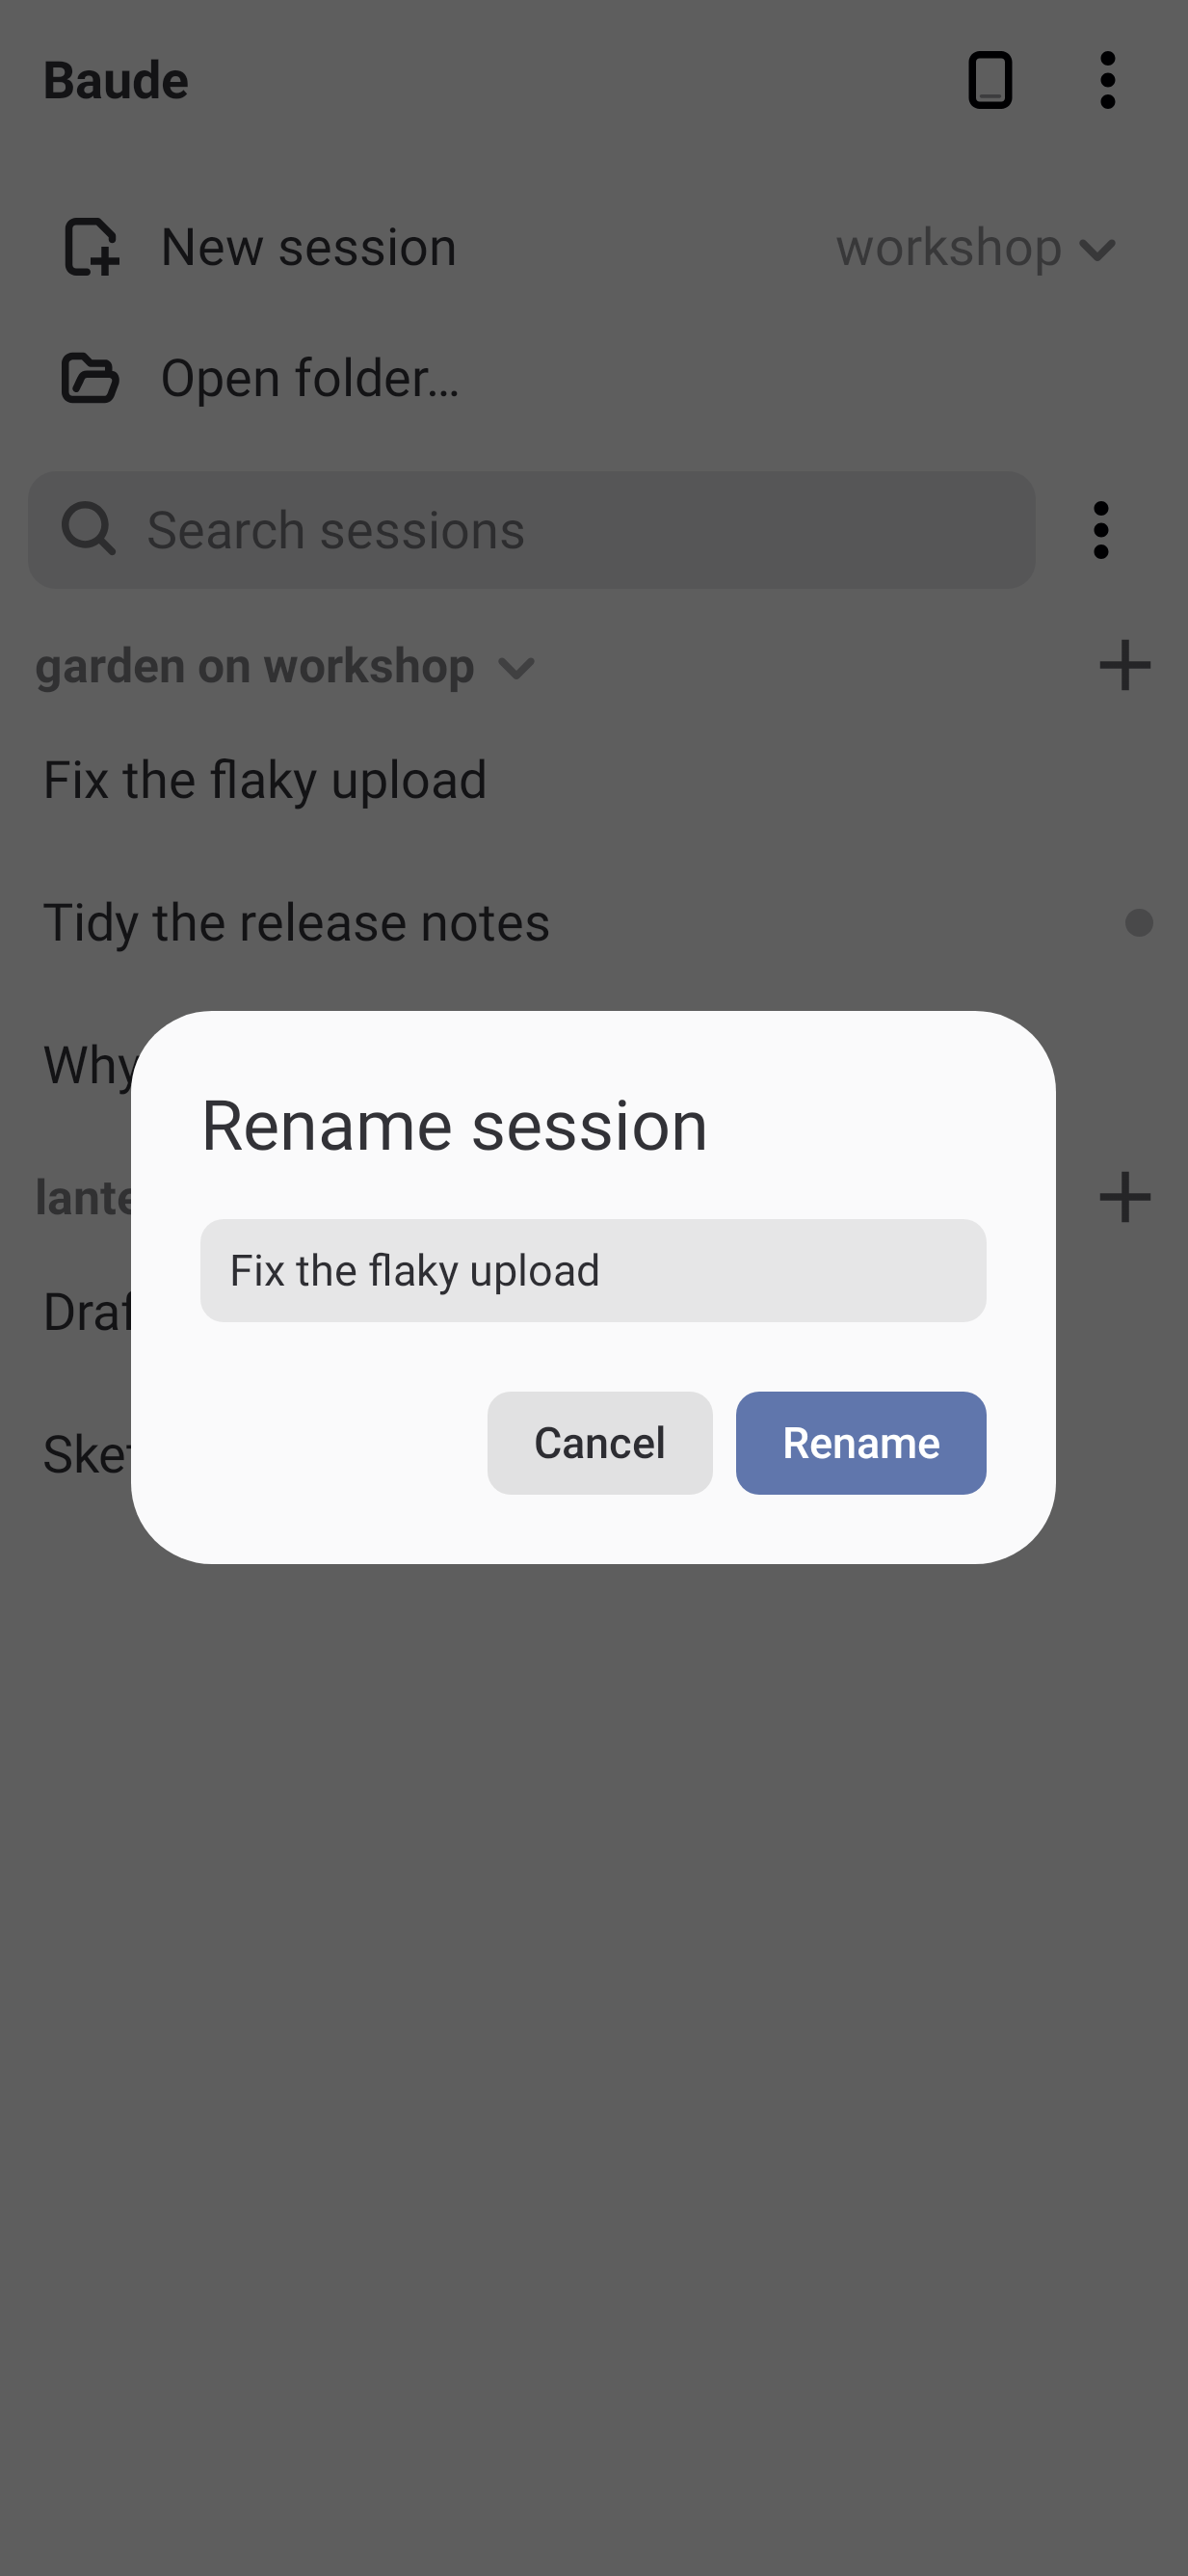 Baude
New session
workshop
Open folder…
Search sessions
garden on workshop
Fix the flaky upload
Tidy the release notes
Why
Rename session
Fix the flaky upload
Cancel
Rename